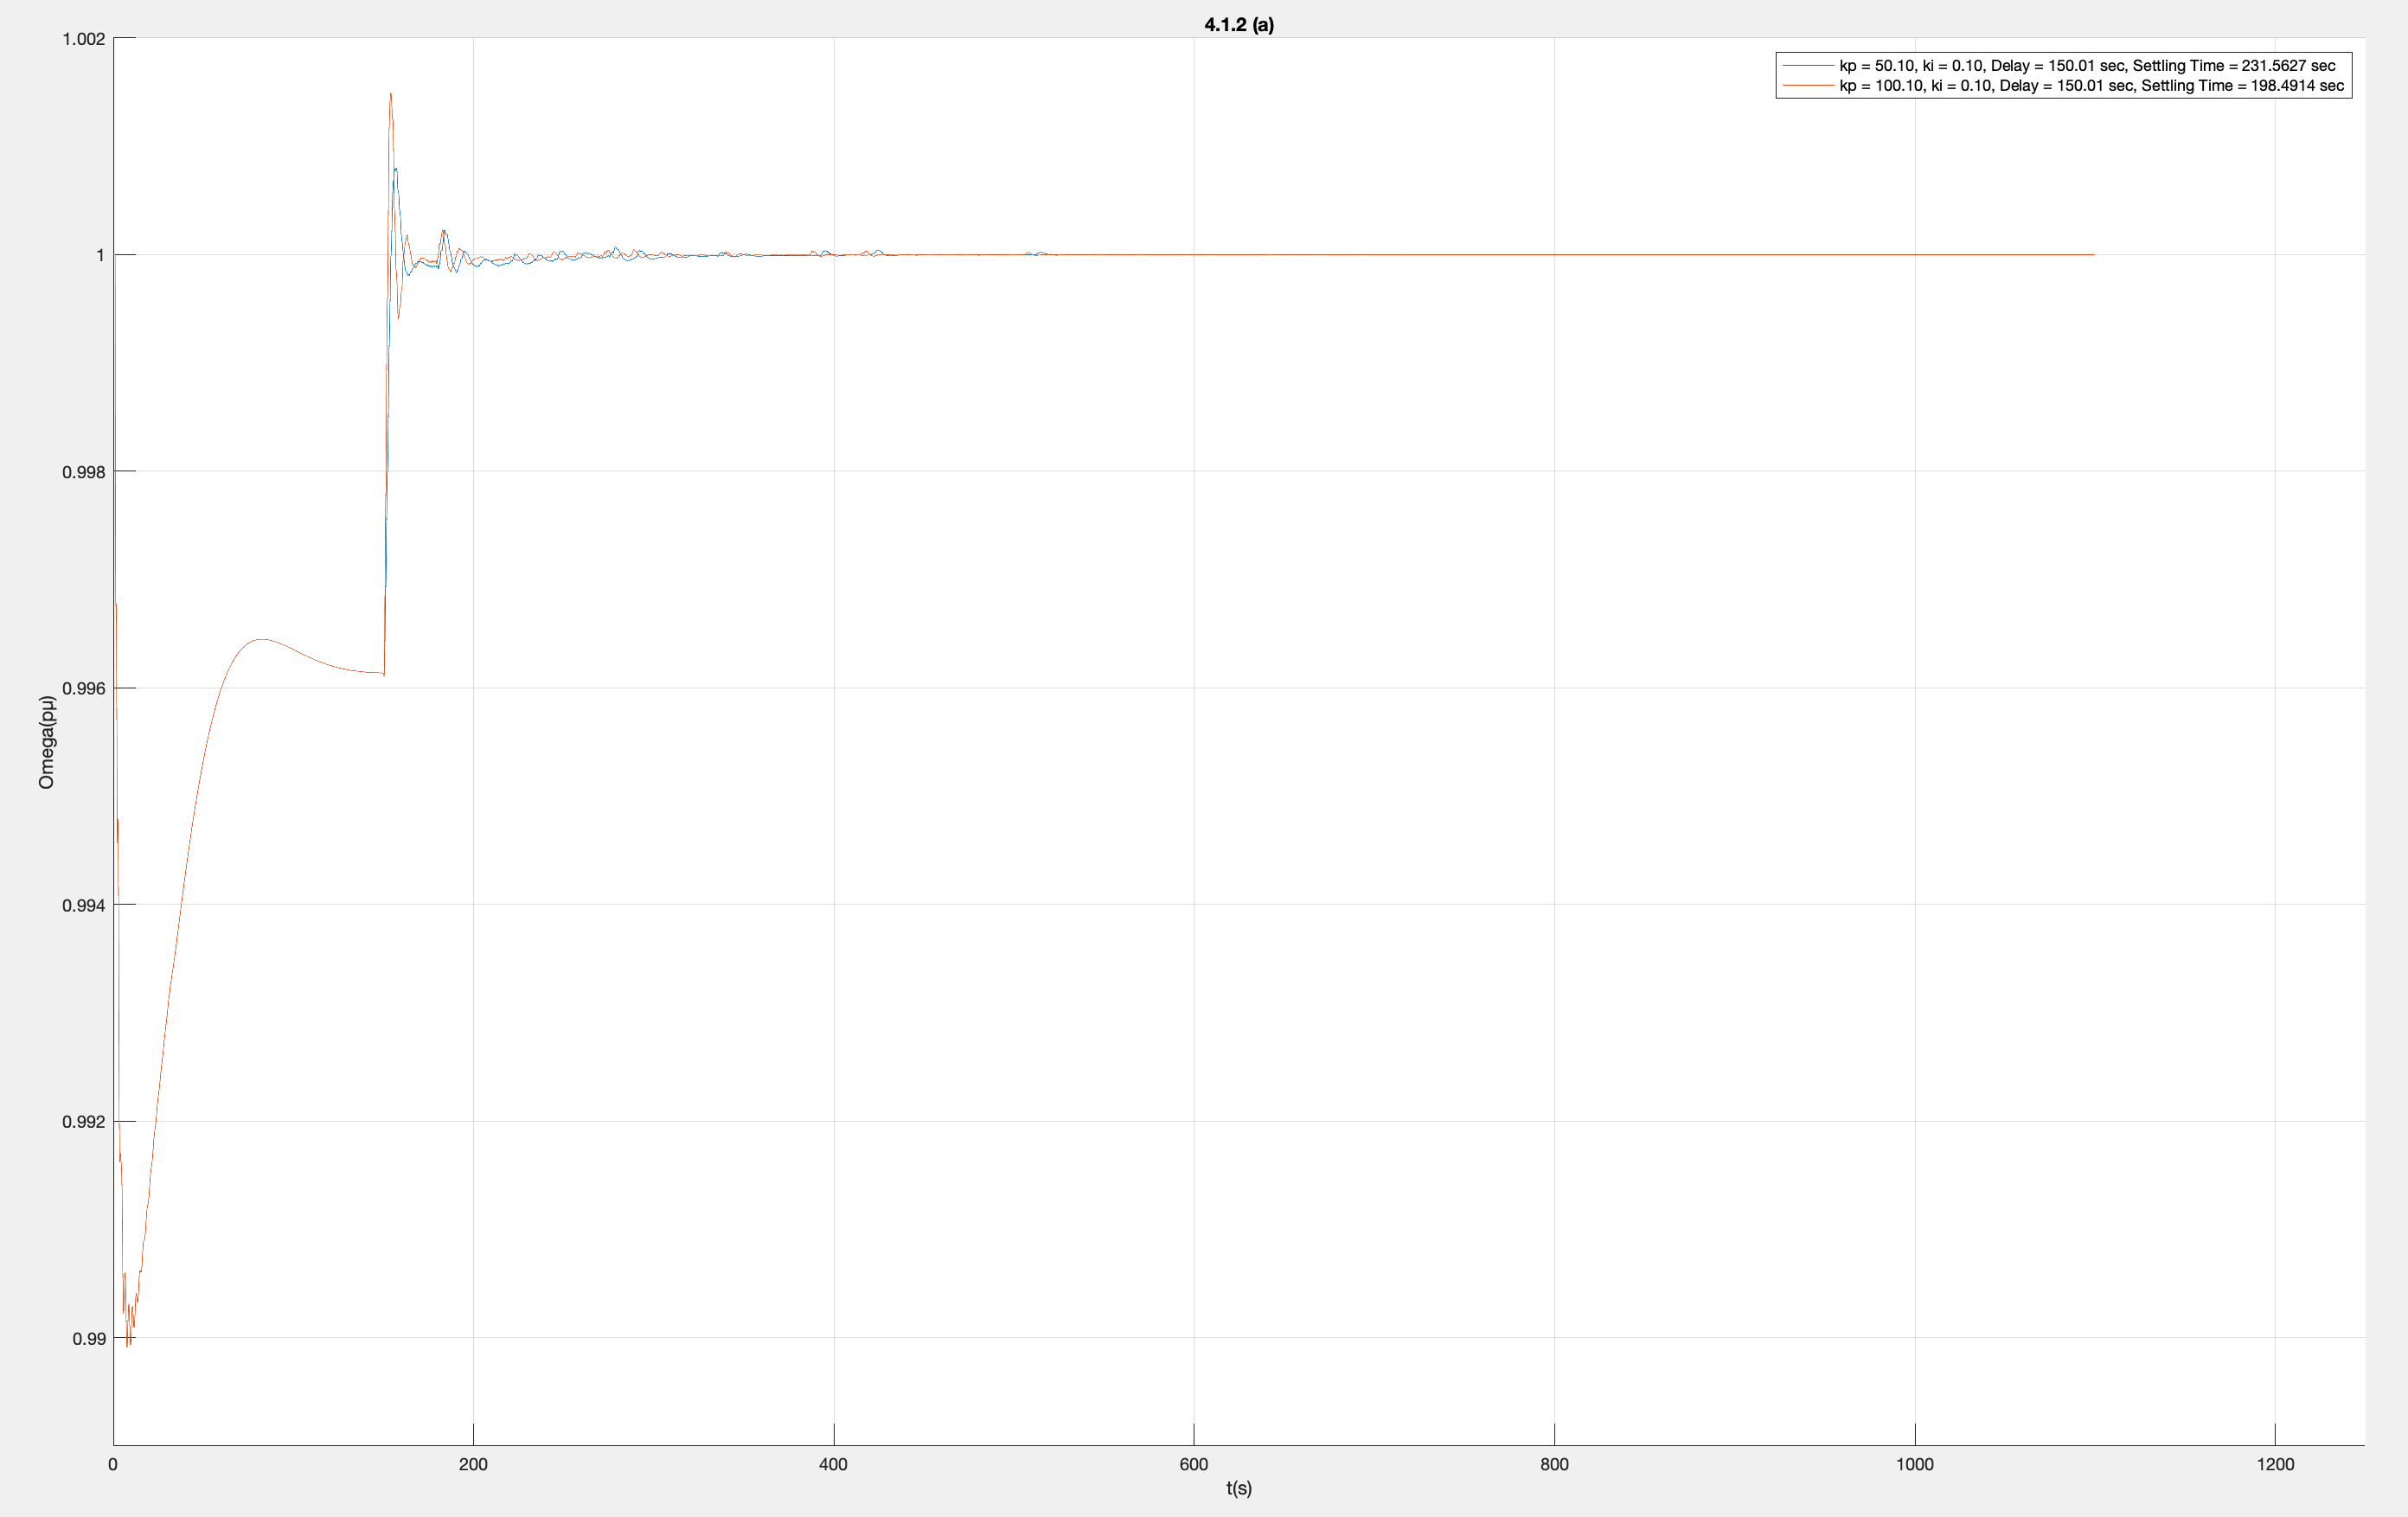 4.1.2 (a)
1.002
kp = 50.10, ki = 0.10, Delay = 150.01 sec, Settling Time = 231.5627 sec
kp = 100.10, ki = 0.10, Delay = 150.01 sec, Settling Time = 198.4914 sec
1
0.998
0.996
Omega(pμ)
0.994
0.992
0.99
0 200 400 600 800 1000 1200
t(s)